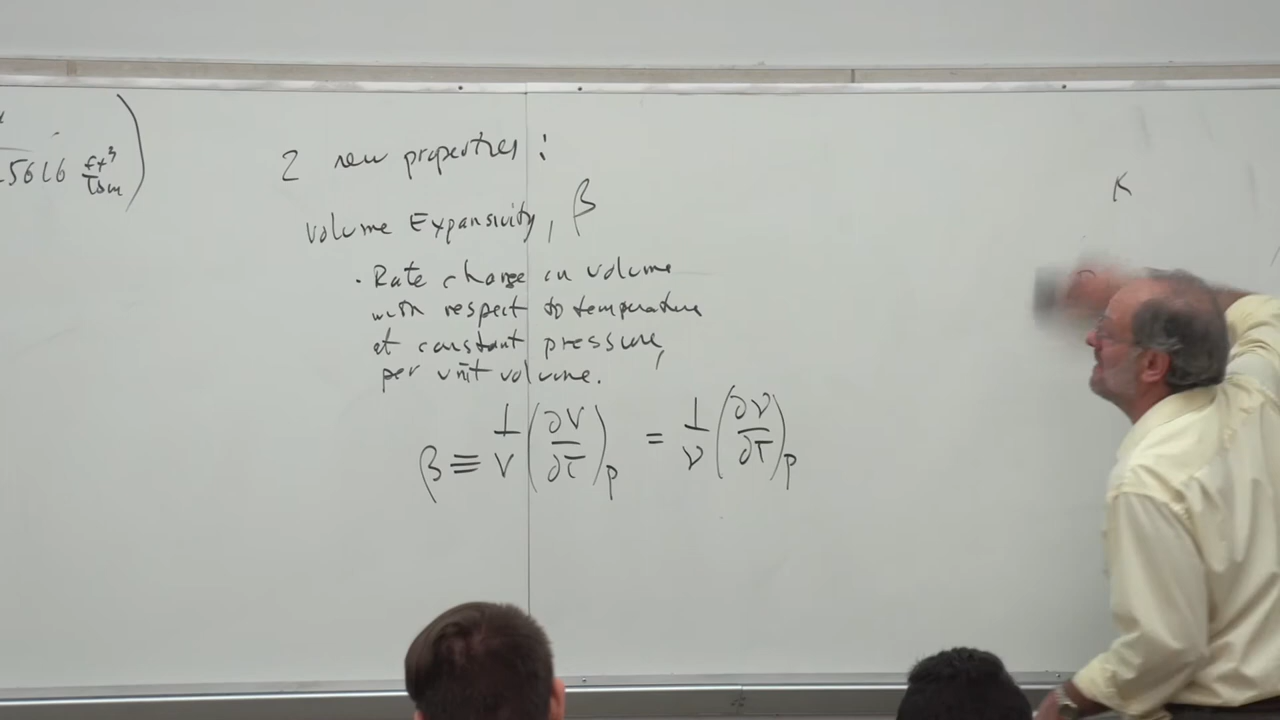 .5616 ft³/lbm )
2 new properties :
Volume Expansivity, β
· Rate change in volume
with respect to temperature
at constant pressure,
per unit volume.
β ≡ 1/V (∂V/∂T)p = 1/ν (∂ν/∂T)p
K